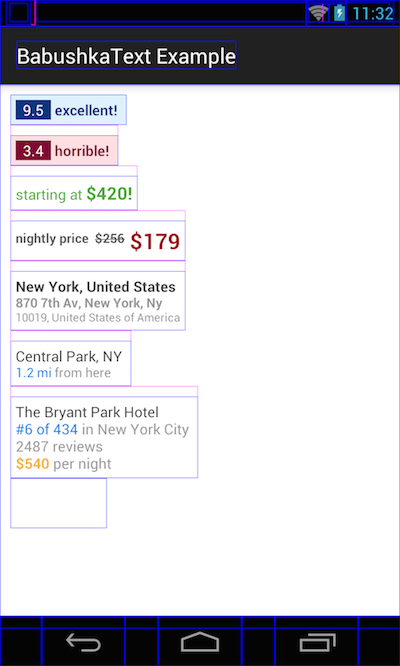 11:32
BabushkaText Example
9.5 excellent!
3.4 horrible!
starting at $420!
nightly price $256 $179
New York, United States
870 7th Av, New York, Ny
10019, United States of America
Central Park, NY
1.2 mi from here
The Bryant Park Hotel
#6 of 434 in New York City
2487 reviews
$540 per night